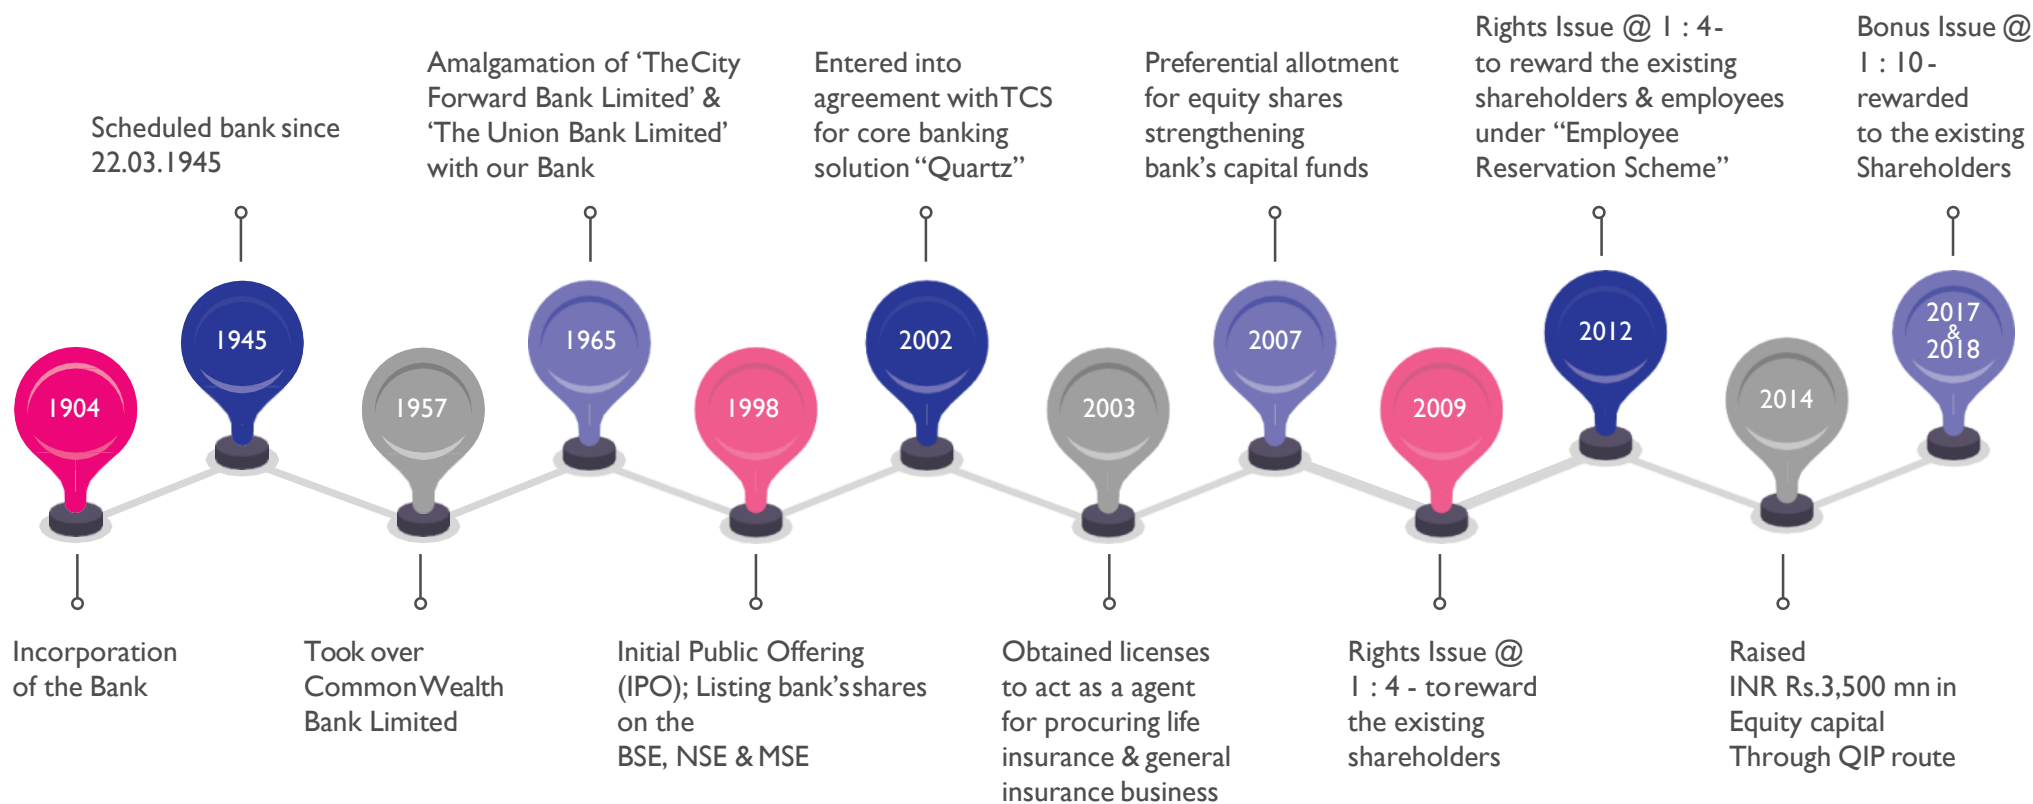 Scheduled bank since
22.03.1945
Amalgamation of ‘The City
Forward Bank Limited’ &
‘The Union Bank Limited’
with our Bank
Entered into
agreement with TCS
for core banking
solution “Quartz”
Preferential allotment
for equity shares
strengthening
bank’s capital funds
Rights Issue @ 1 : 4 -
to reward the existing
shareholders & employees
under “Employee
Reservation Scheme”
Bonus Issue @
1 : 10 -
rewarded
to the existing
Shareholders
1904
1945
1957
1965
1998
2002
2003
2007
2009
2012
2014
2017
&
2018
Incorporation
of the Bank
Took over
Common Wealth
Bank Limited
Initial Public Offering
(IPO); Listing bank’s shares
on the
BSE, NSE & MSE
Obtained licenses
to act as a agent
for procuring life
insurance & general
insurance business
Rights Issue @
1 : 4 - to reward
the existing
shareholders
Raised
INR Rs.3,500 mn in
Equity capital
Through QIP route